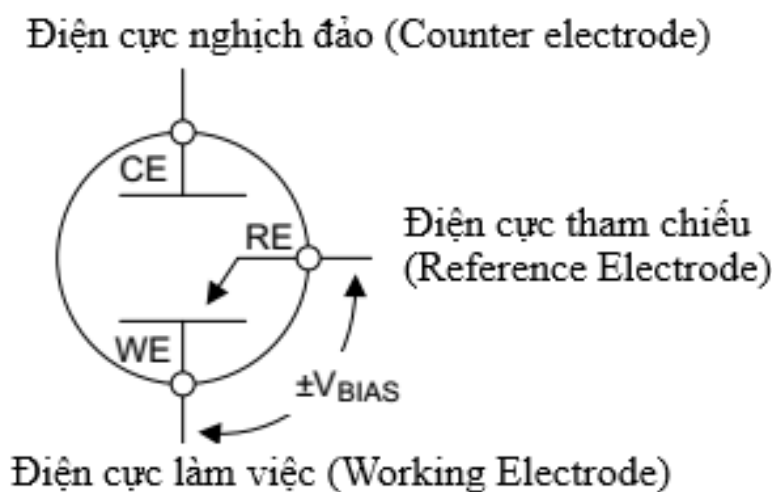 Điện cực nghịch đảo (Counter electrode)
CE
RE
Điện cực tham chiếu
(Reference Electrode)
WE
±VBIAS
Điện cực làm việc (Working Electrode)